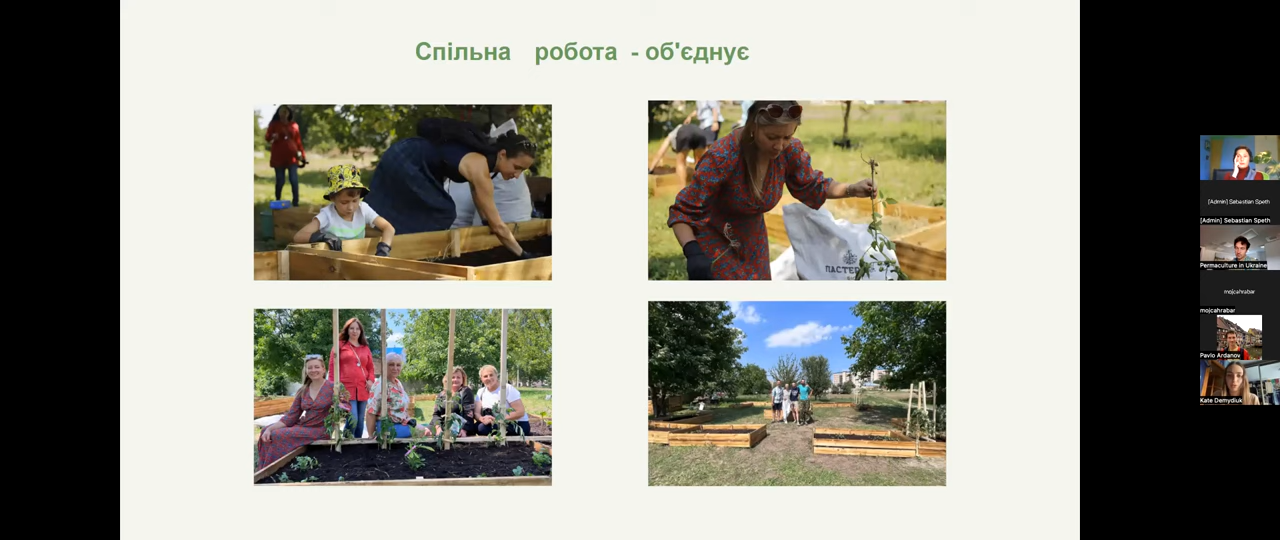 Спільна робота - об'єднує
ПАСТЕР
[Admin] Sebastian Speth
[Admin] Sebastian Speth
Permaculture in Ukraine
mojcahrabar
mojcahrabar
Pavlo Ardanov
Kate Demydiuk